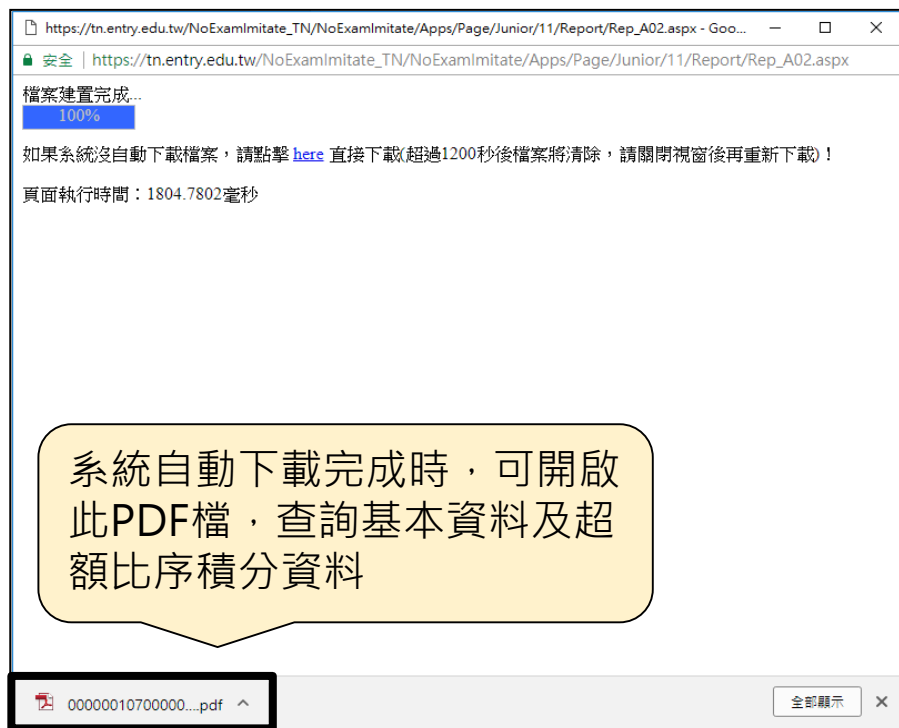 https://tn.entry.edu.tw/NoExamImitate_TN/NoExamImitate/Apps/Page/Junior/11/Report/Rep_A02.aspx - Goo...
安全 | https://tn.entry.edu.tw/NoExamImitate_TN/NoExamImitate/Apps/Page/Junior/11/Report/Rep_A02.aspx
檔案建置完成...
100%
如果系統沒自動下載檔案，請點擊 here 直接下載(超過1200秒後檔案將清除，請關閉視窗後再重新下載)！
頁面執行時間：1804.7802毫秒
系統自動下載完成時，可開啟
此PDF檔，查詢基本資料及超
額比序積分資料
00000010700000....pdf
全部顯示